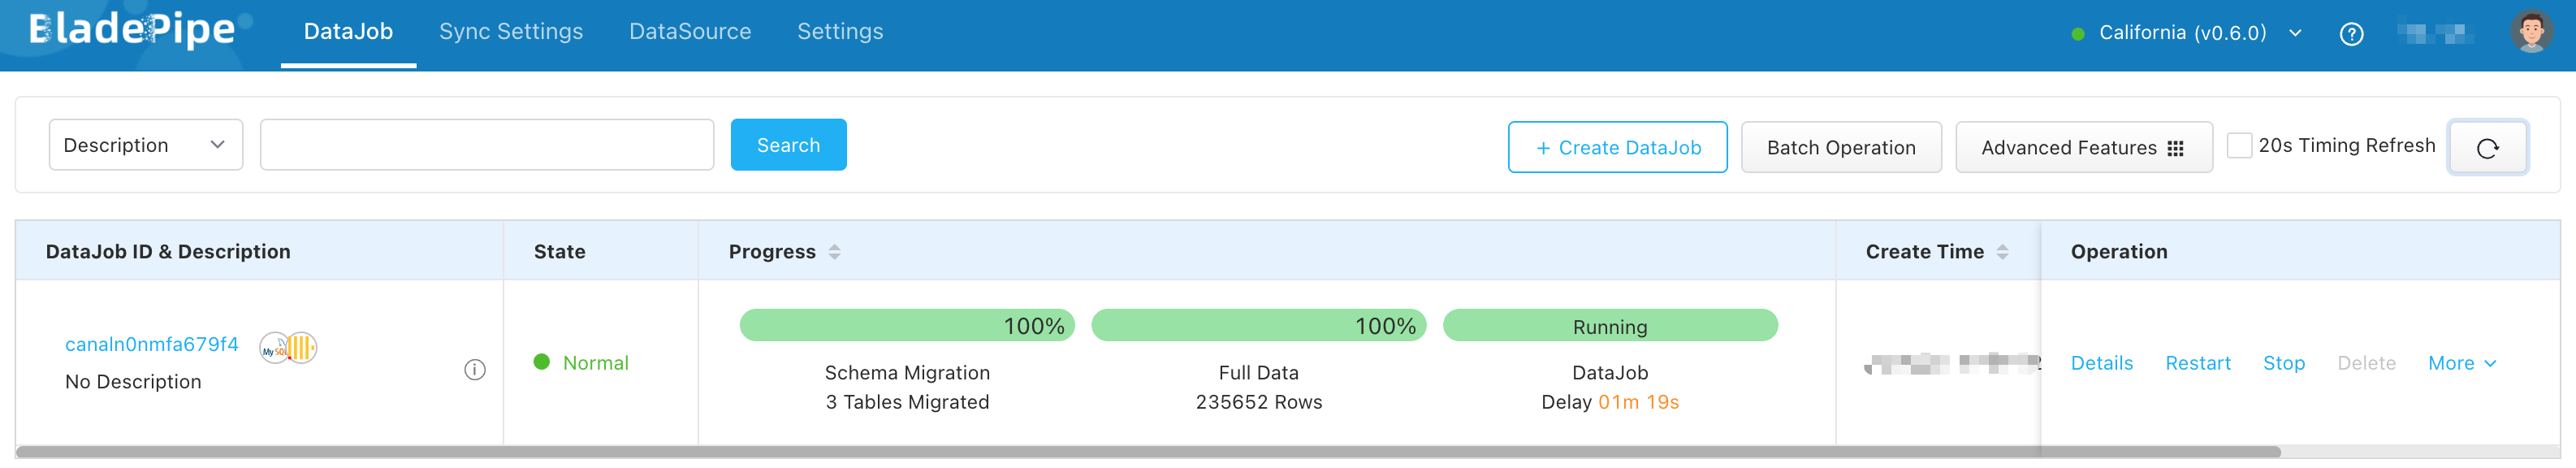 BladePipe DataJob Sync Settings DataSource Settings California (v0.6.0)
Description Search + Create DataJob Batch Operation Advanced Features 20s Timing Refresh
DataJob ID & Description State Progress Create Time Operation
100% 100% Running
canaln0nmfa679f4 MySQL
No Description
Normal
Schema Migration Full Data DataJob
3 Tables Migrated 235652 Rows Delay 01m 19s
Details Restart Stop Delete More